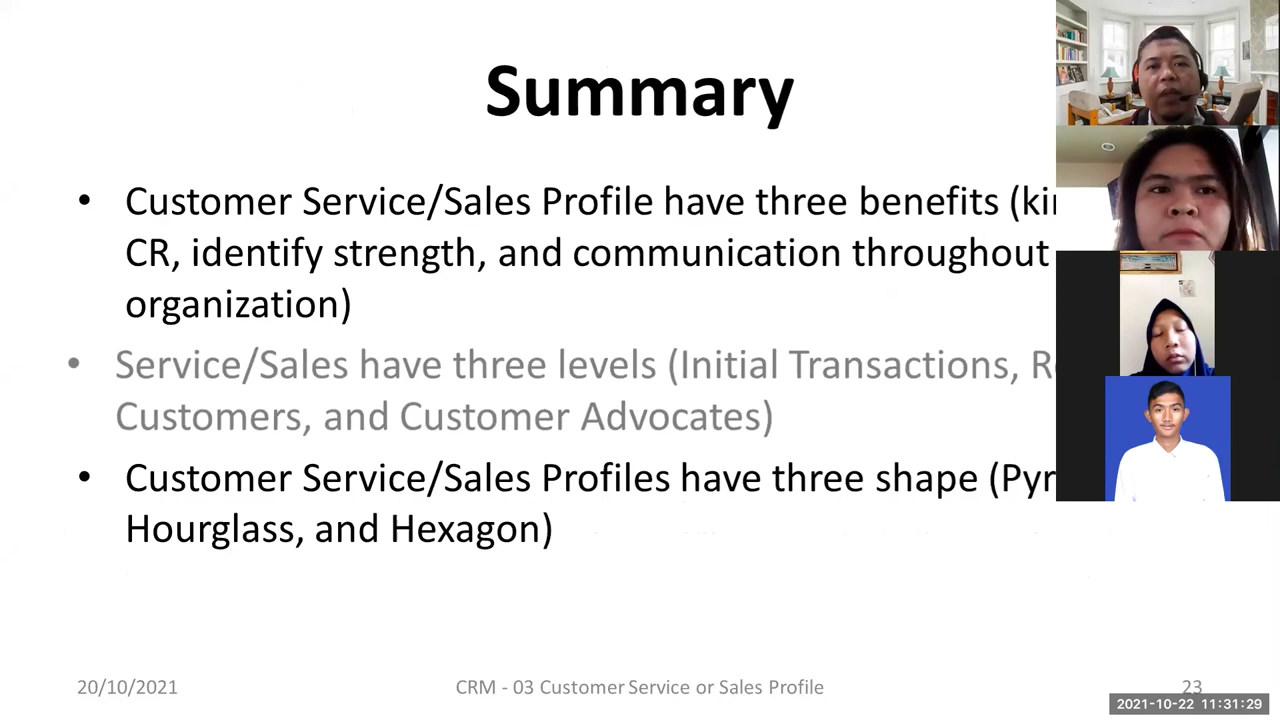 Summary
• Customer Service/Sales Profile have three benefits
CR, identify strength, and communication throughout
organization)
• Service/Sales have three levels (Initial Transactions,
Customers, and Customer Advocates)
• Customer Service/Sales Profiles have three shape
Hourglass, and Hexagon)
20/10/2021
CRM - 03 Customer Service or Sales Profile
23
2021-10-22 11:31:29